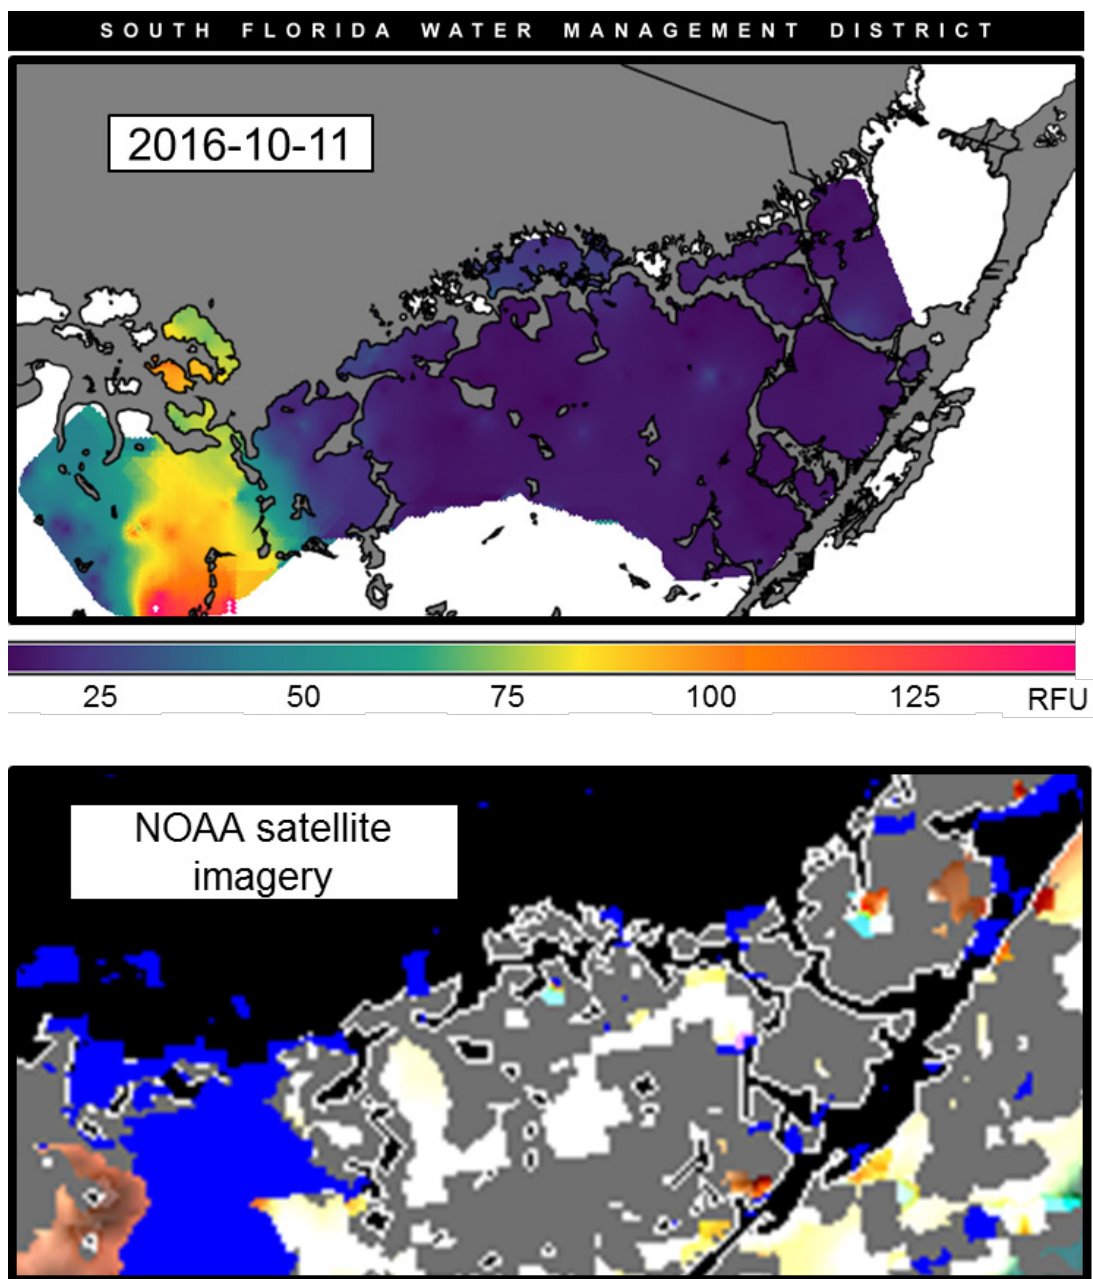 SOUTH FLORIDA WATER MANAGEMENT DISTRICT
2016-10-11
25 50 75 100 125 RFU
NOAA satellite
imagery